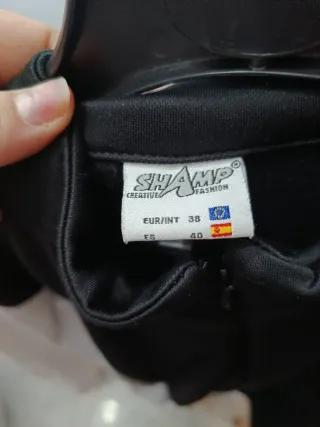 SHAMP
CREATIVE FASHION
EUR/INT 38
ES 40